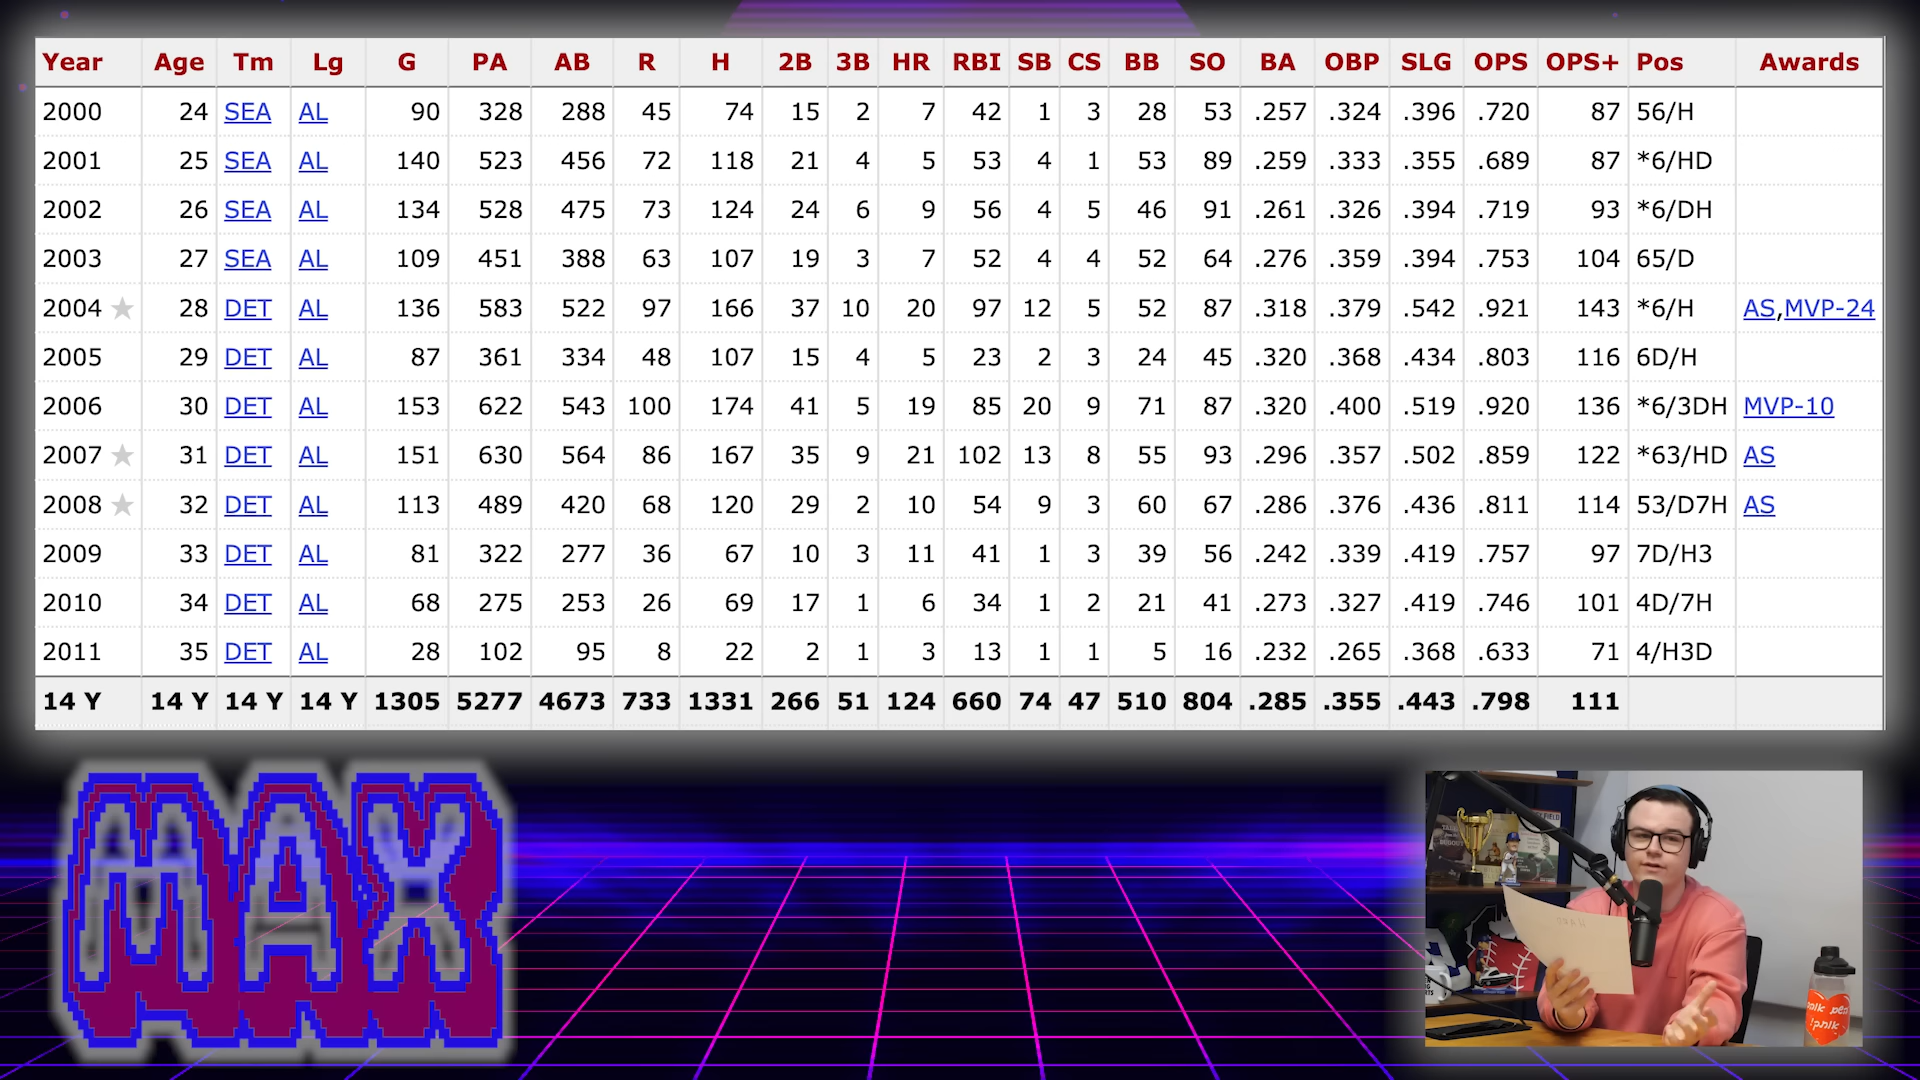 Year Age Tm Lg G PA AB R H 2B 3B HR RBI SB CS BB SO BA OBP SLG OPS OPS+ Pos Awards
2000 24 SEA AL 90 328 288 45 74 15 2 7 42 1 3 28 53 .257 .324 .396 .720 87 56/H
2001 25 SEA AL 140 523 456 72 118 21 4 5 53 4 1 53 89 .259 .333 .355 .689 87 *6/HD
2002 26 SEA AL 134 528 475 73 124 24 6 9 56 4 5 46 91 .261 .326 .394 .719 93 *6/DH
2003 27 SEA AL 109 451 388 63 107 19 3 7 52 4 4 52 64 .276 .359 .394 .753 104 65/D
2004 ★ 28 DET AL 136 583 522 97 166 37 10 20 97 12 5 52 87 .318 .379 .542 .921 143 *6/H AS,MVP-24
2005 29 DET AL 87 361 334 48 107 15 4 5 23 2 3 24 45 .320 .368 .434 .803 116 6D/H
2006 30 DET AL 153 622 543 100 174 41 5 19 85 20 9 71 87 .320 .400 .519 .920 136 *6/3DH MVP-10
2007 ★ 31 DET AL 151 630 564 86 167 35 9 21 102 13 8 55 93 .296 .357 .502 .859 122 *63/HD AS
2008 ★ 32 DET AL 113 489 420 68 120 29 2 10 54 9 3 60 67 .286 .376 .436 .811 114 53/D7H AS
2009 33 DET AL 81 322 277 36 67 10 3 11 41 1 3 39 56 .242 .339 .419 .757 97 7D/H3
2010 34 DET AL 68 275 253 26 69 17 1 6 34 1 2 21 41 .273 .327 .419 .746 101 4D/7H
2011 35 DET AL 28 102 95 8 22 2 1 3 13 1 1 5 16 .232 .265 .368 .633 71 4/H3D
14 Y 14 Y 14 Y 14 Y 1305 5277 4673 733 1331 266 51 124 660 74 47 510 804 .285 .355 .443 .798 111
MAX